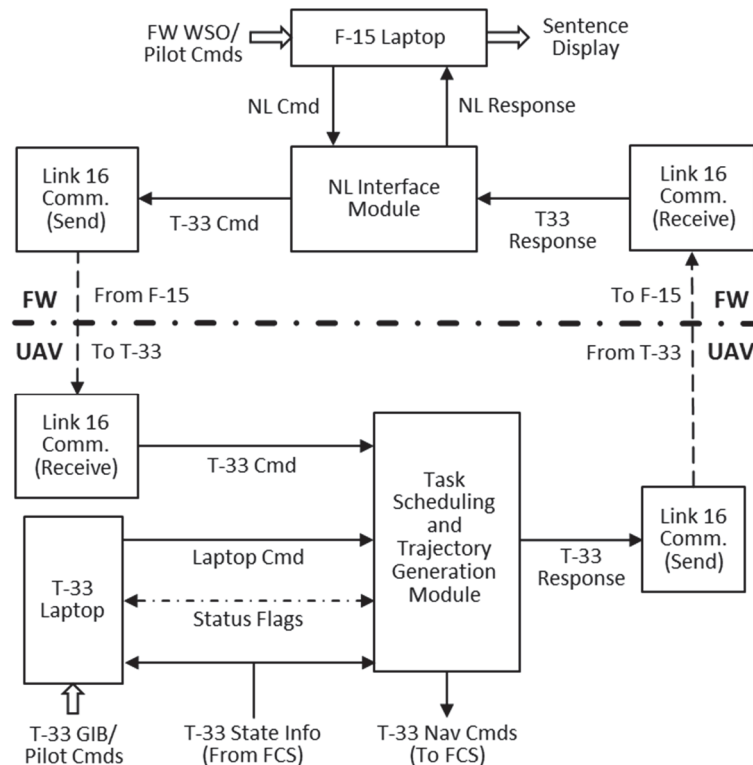 FW WSO/
Pilot Cmds
F-15 Laptop
Sentence
Display
NL Cmd
NL Response
Link 16
Comm.
(Send)
T-33 Cmd
NL Interface
Module
T33
Response
Link 16
Comm.
(Receive)
FW
From F-15
To F-15
FW
UAV
To T-33
From T-33
UAV
Link 16
Comm.
(Receive)
T-33 Cmd
Task
Scheduling
and
Trajectory
Generation
Module
T-33
Response
Link 16
Comm.
(Send)
T-33
Laptop
Laptop Cmd
Status Flags
T-33 GIB/
Pilot Cmds
T-33 State Info
(From FCS)
T-33 Nav Cmds
(To FCS)